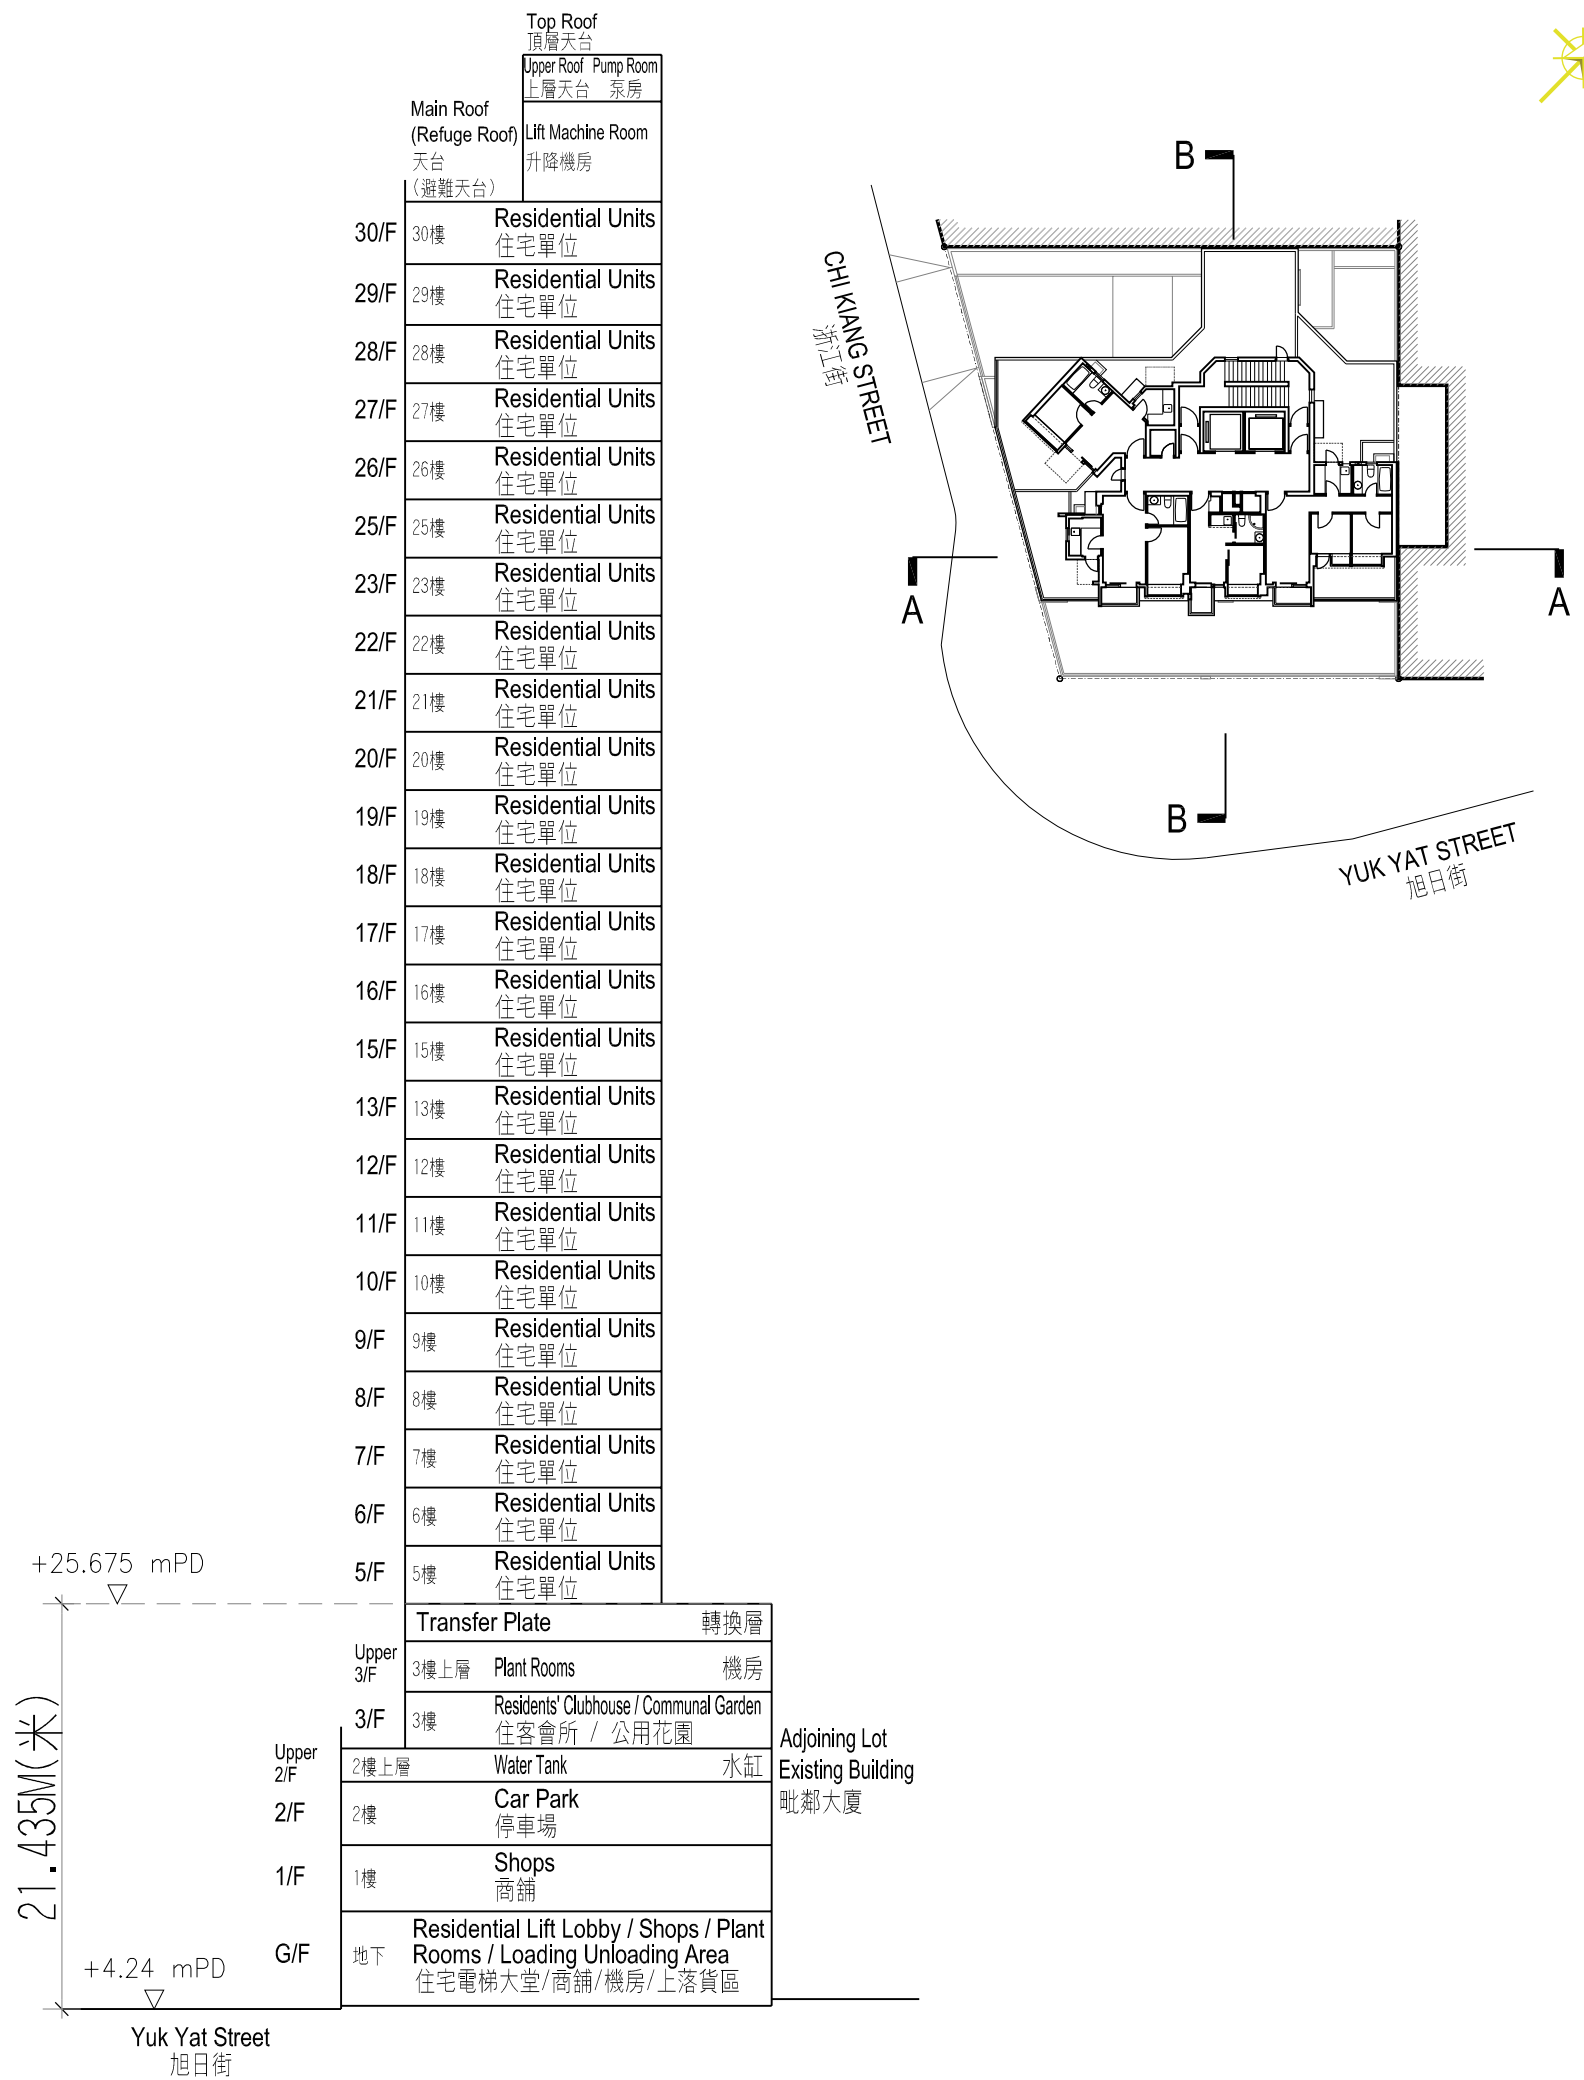 Top Roof
頂層天台
Upper Roof Pump Room
上層天台 泵房
Main Roof
(Refuge Roof)
天台
(避難天台)
Lift Machine Room
升降機房
30/F 30樓 Residential Units
住宅單位
29/F 29樓 Residential Units
住宅單位
28/F 28樓 Residential Units
住宅單位
27/F 27樓 Residential Units
住宅單位
26/F 26樓 Residential Units
住宅單位
25/F 25樓 Residential Units
住宅單位
23/F 23樓 Residential Units
住宅單位
22/F 22樓 Residential Units
住宅單位
21/F 21樓 Residential Units
住宅單位
20/F 20樓 Residential Units
住宅單位
19/F 19樓 Residential Units
住宅單位
18/F 18樓 Residential Units
住宅單位
17/F 17樓 Residential Units
住宅單位
16/F 16樓 Residential Units
住宅單位
15/F 15樓 Residential Units
住宅單位
13/F 13樓 Residential Units
住宅單位
12/F 12樓 Residential Units
住宅單位
11/F 11樓 Residential Units
住宅單位
10/F 10樓 Residential Units
住宅單位
9/F 9樓 Residential Units
住宅單位
8/F 8樓 Residential Units
住宅單位
7/F 7樓 Residential Units
住宅單位
6/F 6樓 Residential Units
住宅單位
5/F 5樓 Residential Units
住宅單位
+25.675 mPD
Transfer Plate 轉換層
Upper
3/F
3樓上層 Plant Rooms 機房
3/F 3樓 Residents' Clubhouse / Communal Garden
住客會所 / 公用花園
Upper
2/F
2樓上層 Water Tank 水缸
2/F 2樓 Car Park
停車場
1/F 1樓 Shops
商舖
G/F 地下 Residential Lift Lobby / Shops / Plant
Rooms / Loading Unloading Area
住宅電梯大堂/商舖/機房/上落貨區
21.435M(米)
+4.24 mPD
Yuk Yat Street
旭日街
Adjoining Lot
Existing Building
毗鄰大廈
B
CHI KIANG STREET
浙江街
A
A
B
YUK YAT STREET
旭日街